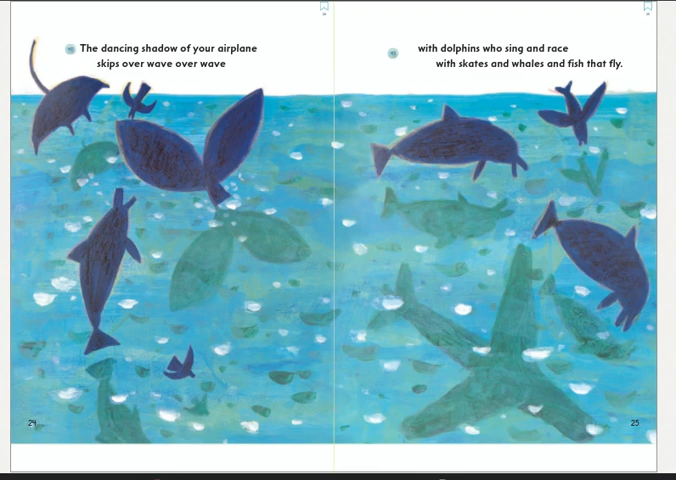 The dancing shadow of your airplane
skips over wave over wave
with dolphins who sing and race
with skates and whales and fish that fly.
24
25